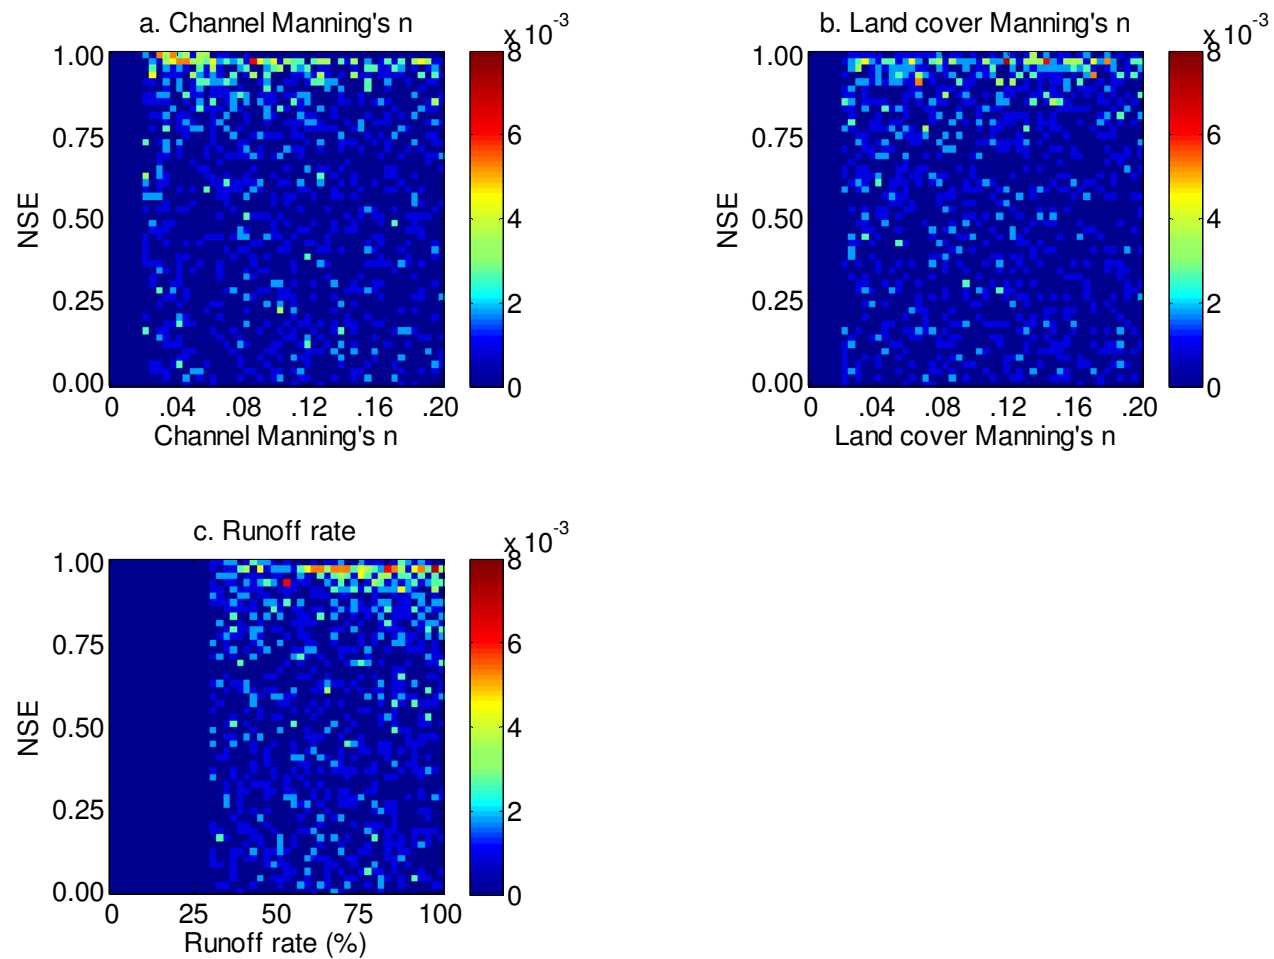 a. Channel Manning's n
x 10-3
1.00
0.75
0.50
0.25
0.00
NSE
0 .04 .08 .12 .16 .20
Channel Manning's n
8
6
4
2
0
b. Land cover Manning's n
x 10-3
1.00
0.75
0.50
0.25
0.00
NSE
0 .04 .08 .12 .16 .20
Land cover Manning's n
8
6
4
2
0
c. Runoff rate
x 10-3
1.00
0.75
0.50
0.25
0.00
NSE
0 25 50 75 100
Runoff rate (%)
8
6
4
2
0